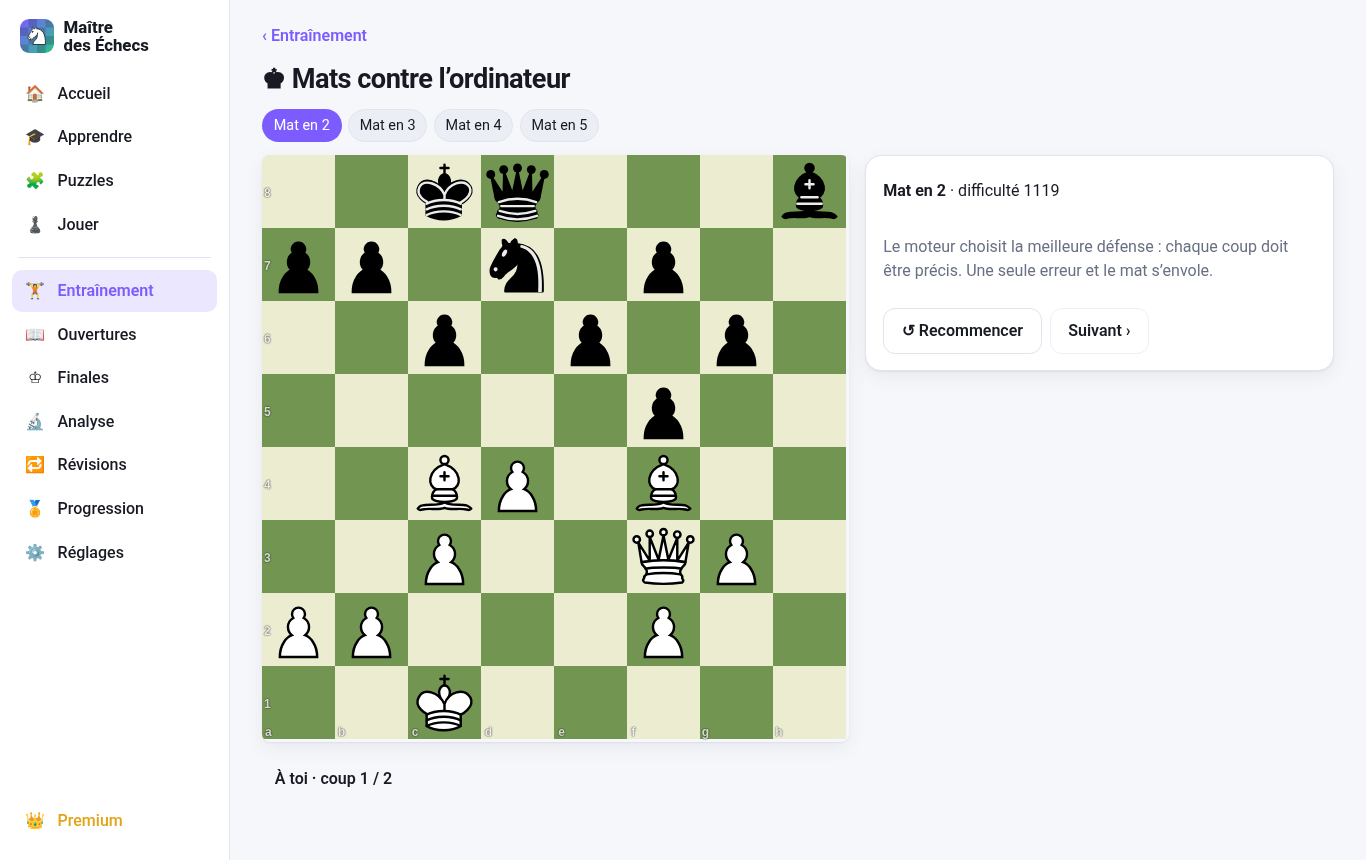 Maître
des Échecs
🏠 Accueil
🎓 Apprendre
🧩 Puzzles
♟️ Jouer
🏋️ Entraînement
📖 Ouvertures
♔ Finales
🔬 Analyse
🔁 Révisions
🏅 Progression
⚙️ Réglages
👑 Premium
‹ Entraînement
♚ Mats contre l’ordinateur
Mat en 2 Mat en 3 Mat en 4 Mat en 5
8
7
6
5
4
3
2
1
a b c d e f g h
À toi · coup 1 / 2
Mat en 2 · difficulté 1119
Le moteur choisit la meilleure défense : chaque coup doit
être précis. Une seule erreur et le mat s’envole.
↺ Recommencer Suivant ›